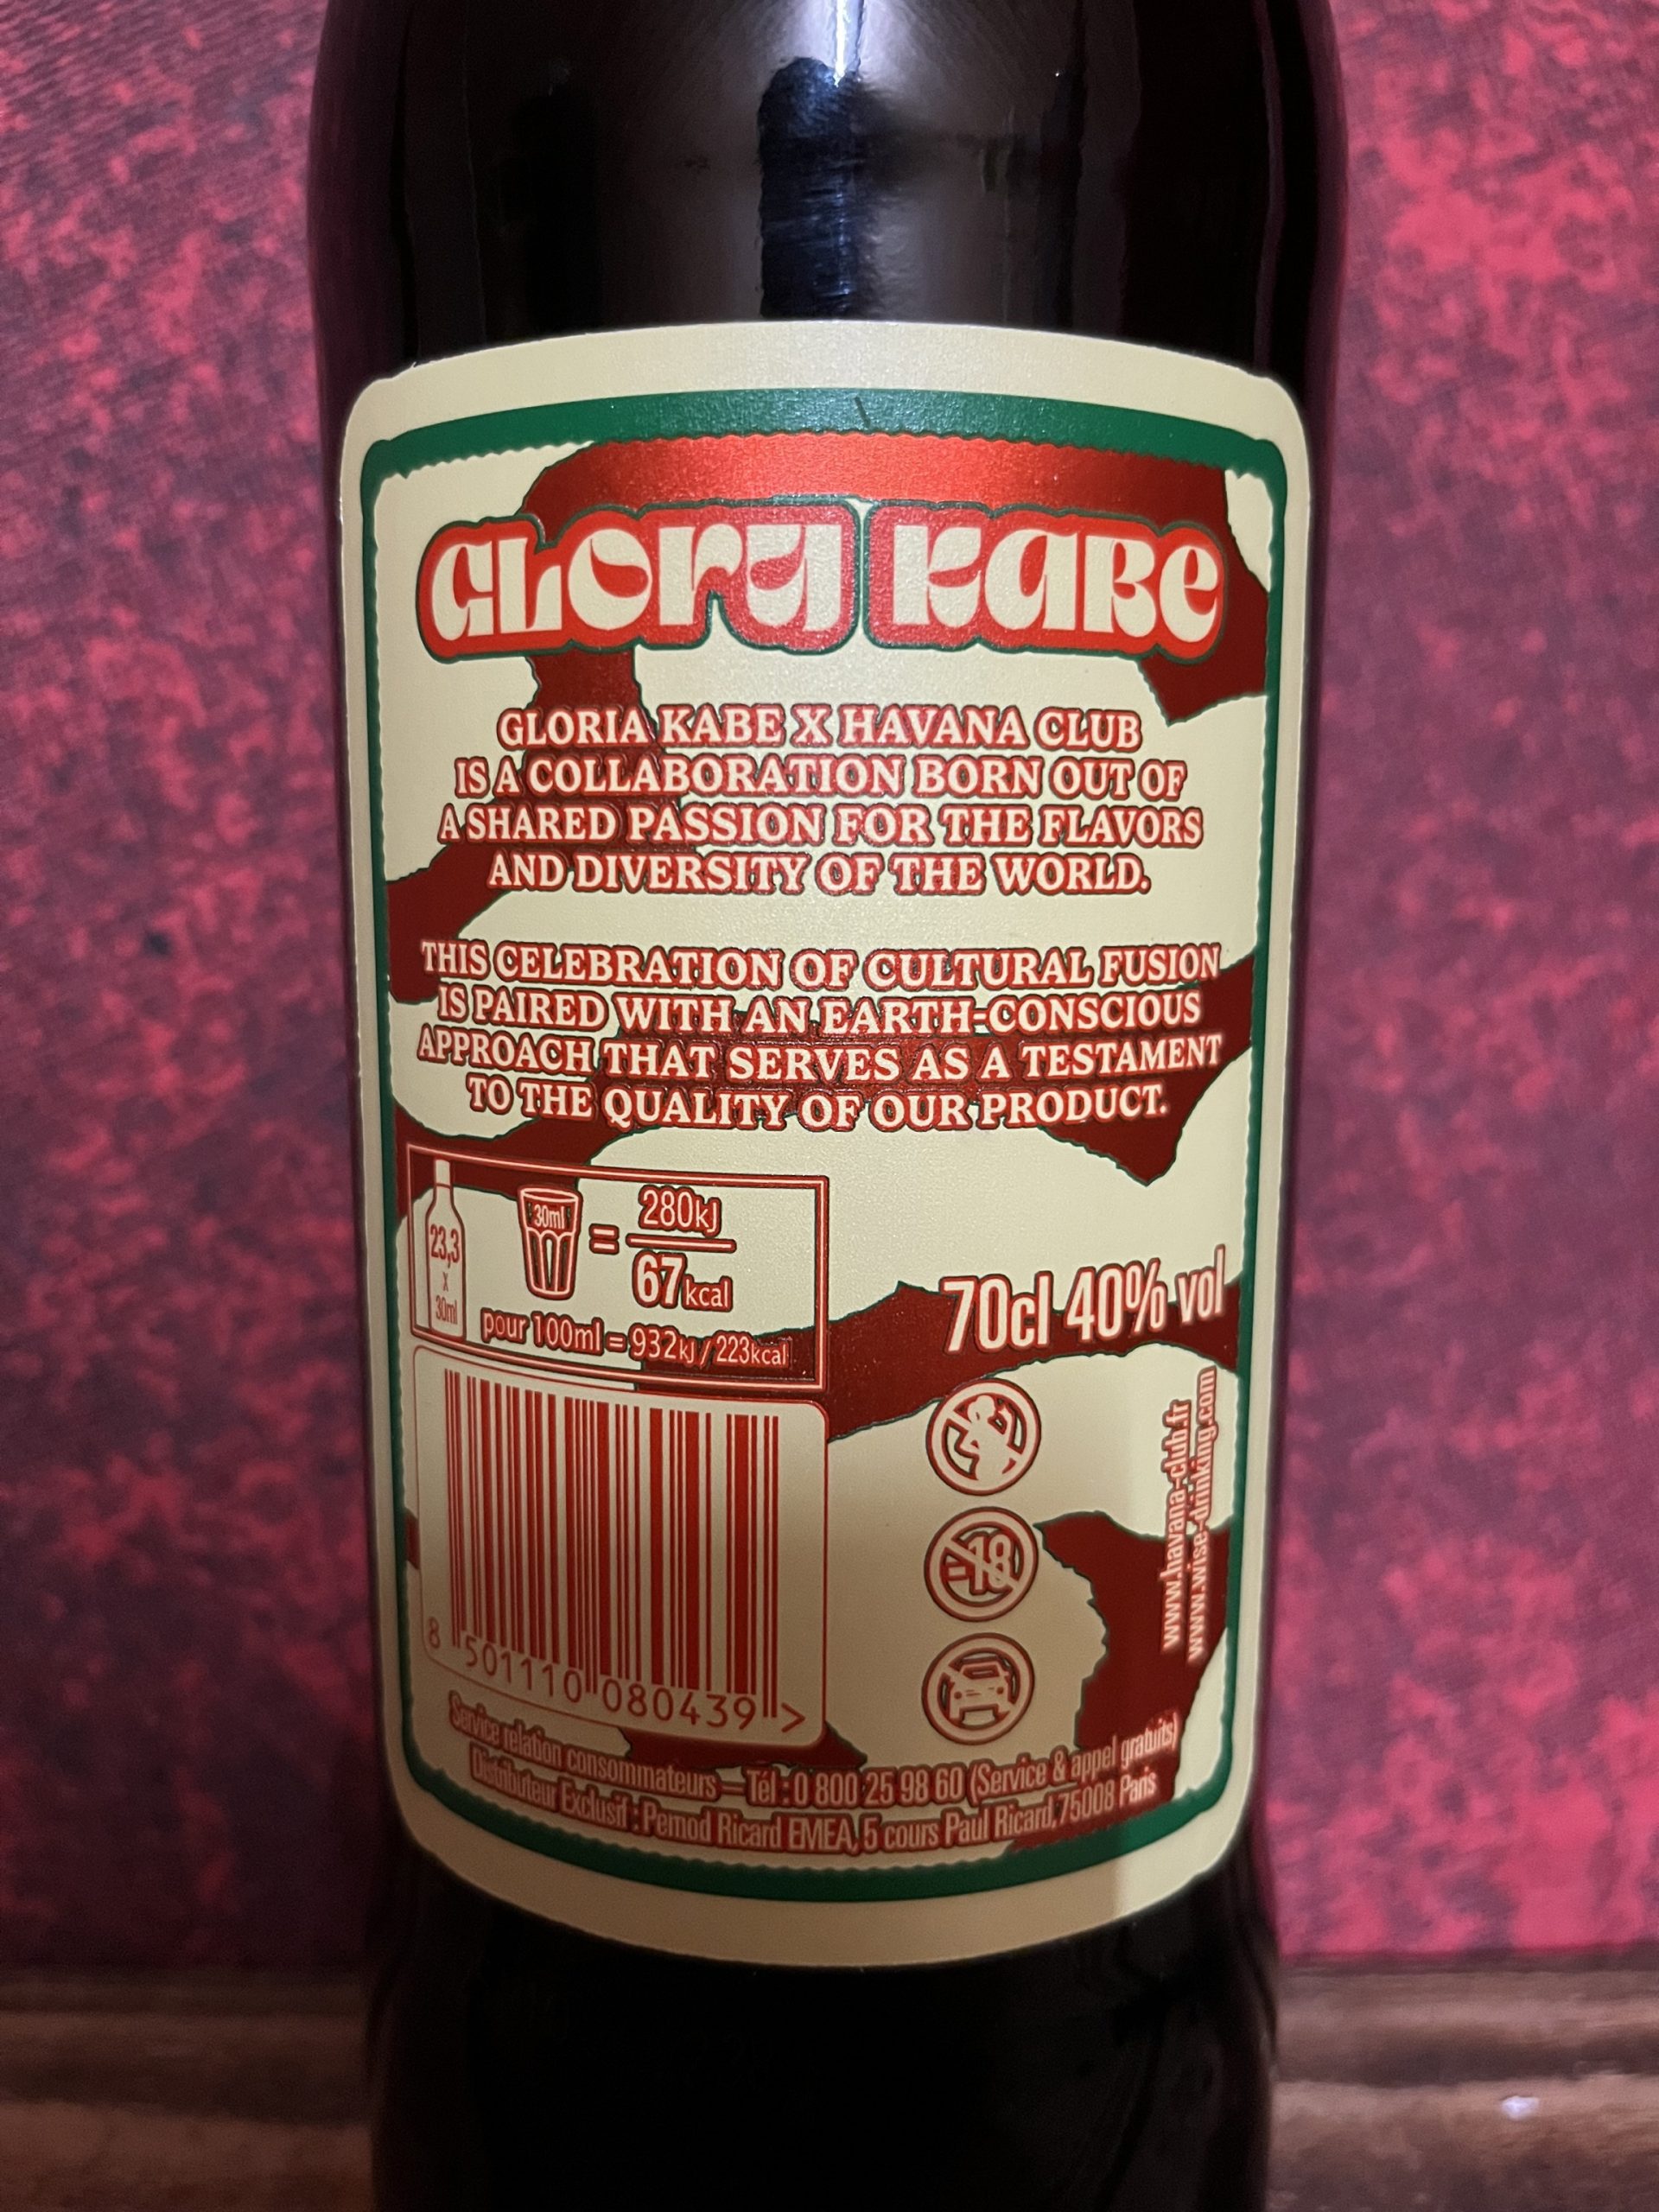 GLORY KABE
GLORIA KABE X HAVANA CLUB
IS A COLLABORATION BORN OUT OF
A SHARED PASSION FOR THE FLAVORS
AND DIVERSITY OF THE WORLD.
THIS CELEBRATION OF CULTURAL FUSION
IS PAIRED WITH AN EARTH-CONSCIOUS
APPROACH THAT SERVES AS A TESTAMENT
TO THE QUALITY OF OUR PRODUCT.
23,3
x
30ml
30ml
=
280kJ
67kcal
pour 100ml = 932kJ / 223kcal
70cl 40% vol
-18
www.havana-club.fr
www.wise-drinking.com
8 501110 080439 >
Service relation consommateurs – Tél : 0 800 25 98 60 (Service & appel gratuits)
Distributeur Exclusif : Pernod Ricard EMEA, 5 cours Paul Ricard, 75008 Paris